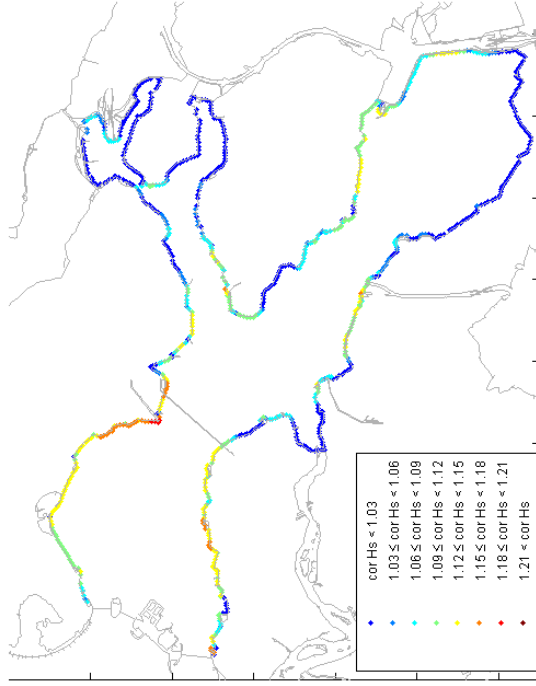 cor Hs < 1.03
1.03 ≤ cor Hs < 1.06
1.06 ≤ cor Hs < 1.09
1.09 ≤ cor Hs < 1.12
1.12 ≤ cor Hs < 1.15
1.15 ≤ cor Hs < 1.18
1.18 ≤ cor Hs < 1.21
1.21 < cor Hs